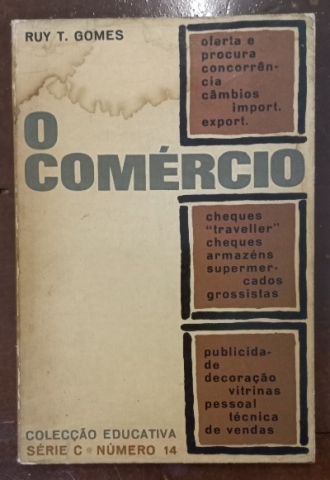 RUY T. GOMES
O
COMÉRCIO
oferta e
procura
concorrên-
cia
câmbios
import.
export.
cheques
"traveller"
cheques
armazéns
supermer-
cados
grossistas
publicida-
de
decoração
vitrinas
pessoal
técnica
de vendas
COLECÇÃO EDUCATIVA
SÉRIE C • NÚMERO 14